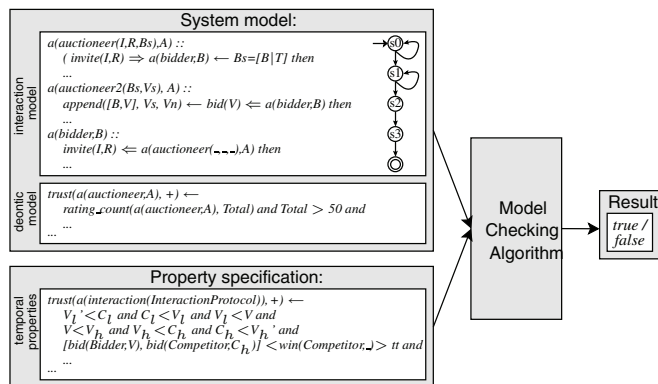 System model:
interaction model
a(auctioneer(I,R,Bs),A) ::
( invite(I,R) ⇒ a(bidder,B) ← Bs=[B|T] then
...
a(auctioneer2(Bs,Vs), A) ::
append([B,V], Vs, Vn) ← bid(V) ⇐ a(bidder,B) then
...
a(bidder,B) ::
invite(I,R) ⇐ a(auctioneer(_,_,_),A) then
...
s0
s1
s2
s3
deontic model
trust(a(auctioneer,A), +) ←
rating_count(a(auctioneer,A), Total) and Total > 50 and
...
...
Property specification:
temporal properties
trust(a(interaction(InteractionProtocol)), +) ←
V_l'<C_l and C_l<V_l and V_l<V and
V<V_h and V_h<C_h and C_h<V_h' and
[bid(Bidder,V), bid(Competitor,C_h)] <win(Competitor,_)> tt and
...
...
Model
Checking
Algorithm
Result
true /
false